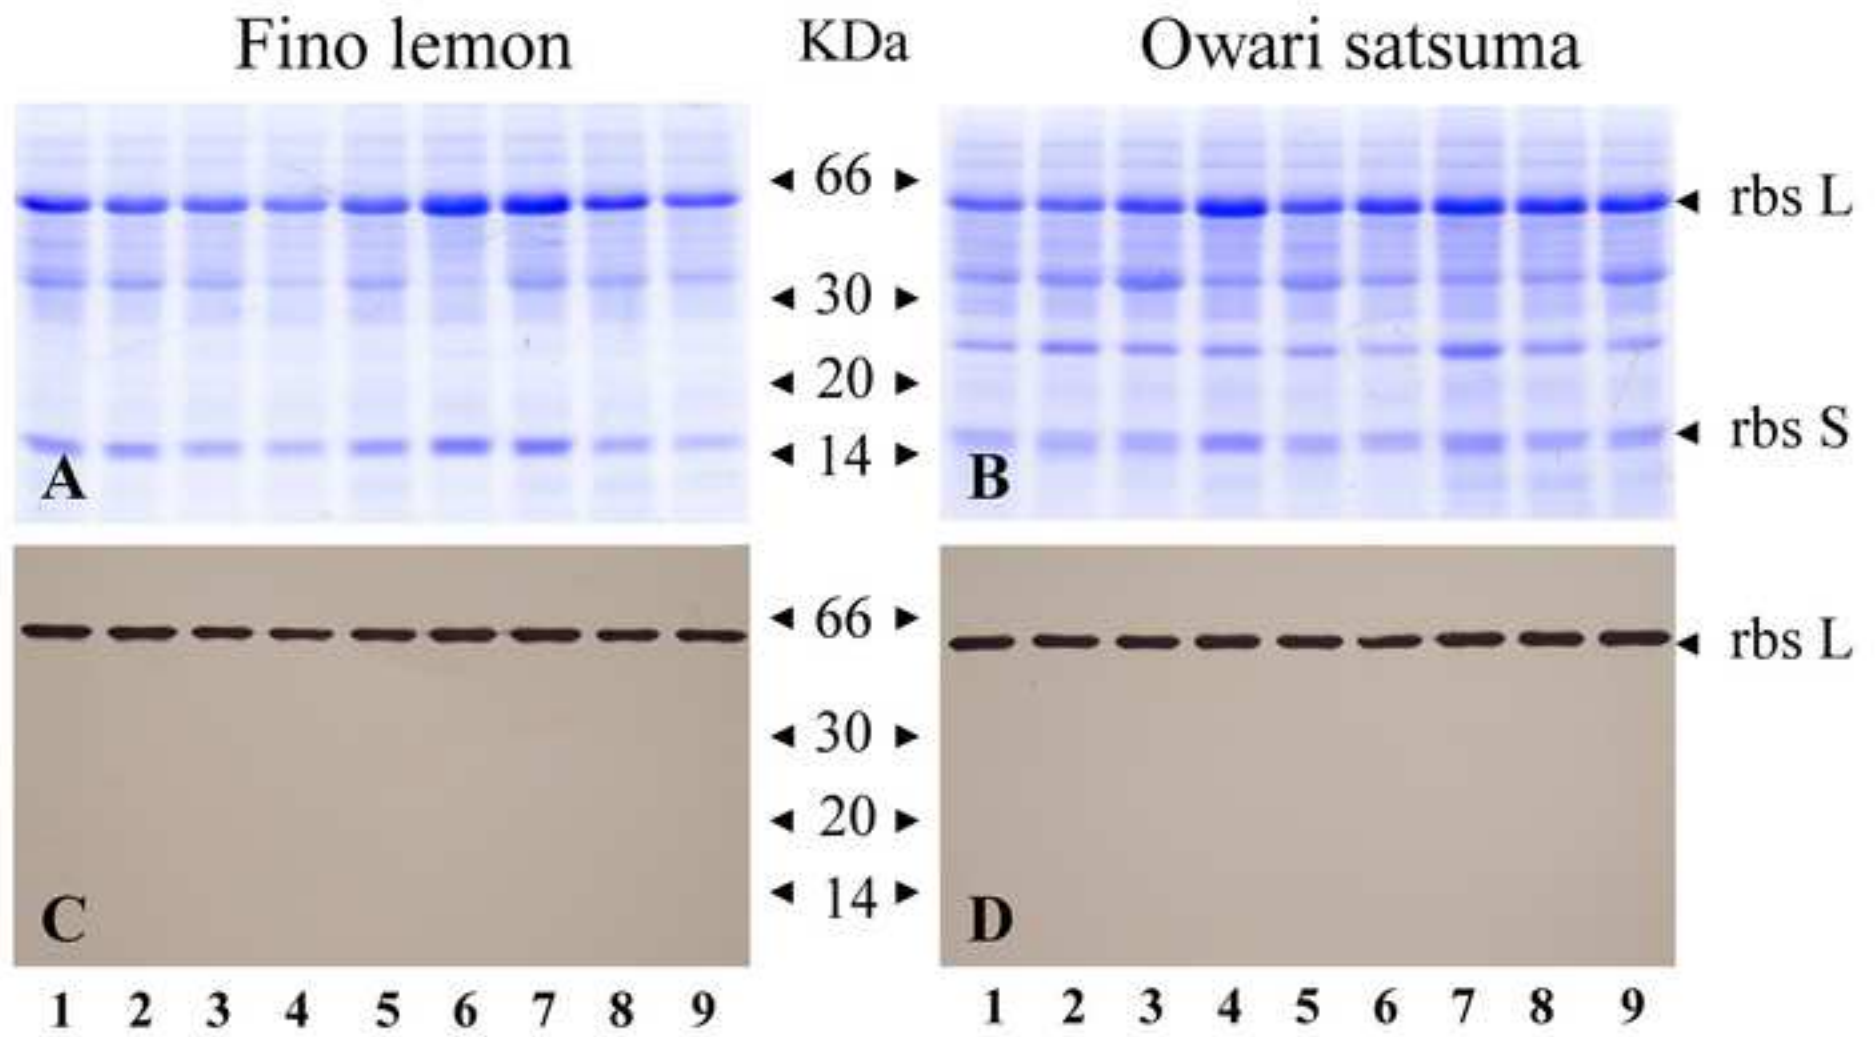 Fino lemon KDa Owari satsuma
◄ 66 ►
rbs L
◄ 30 ►
◄ 20 ►
rbs S
◄ 14 ►
A B
◄ 66 ►
rbs L
◄ 30 ►
◄ 20 ►
◄ 14 ►
C D
1 2 3 4 5 6 7 8 9 1 2 3 4 5 6 7 8 9